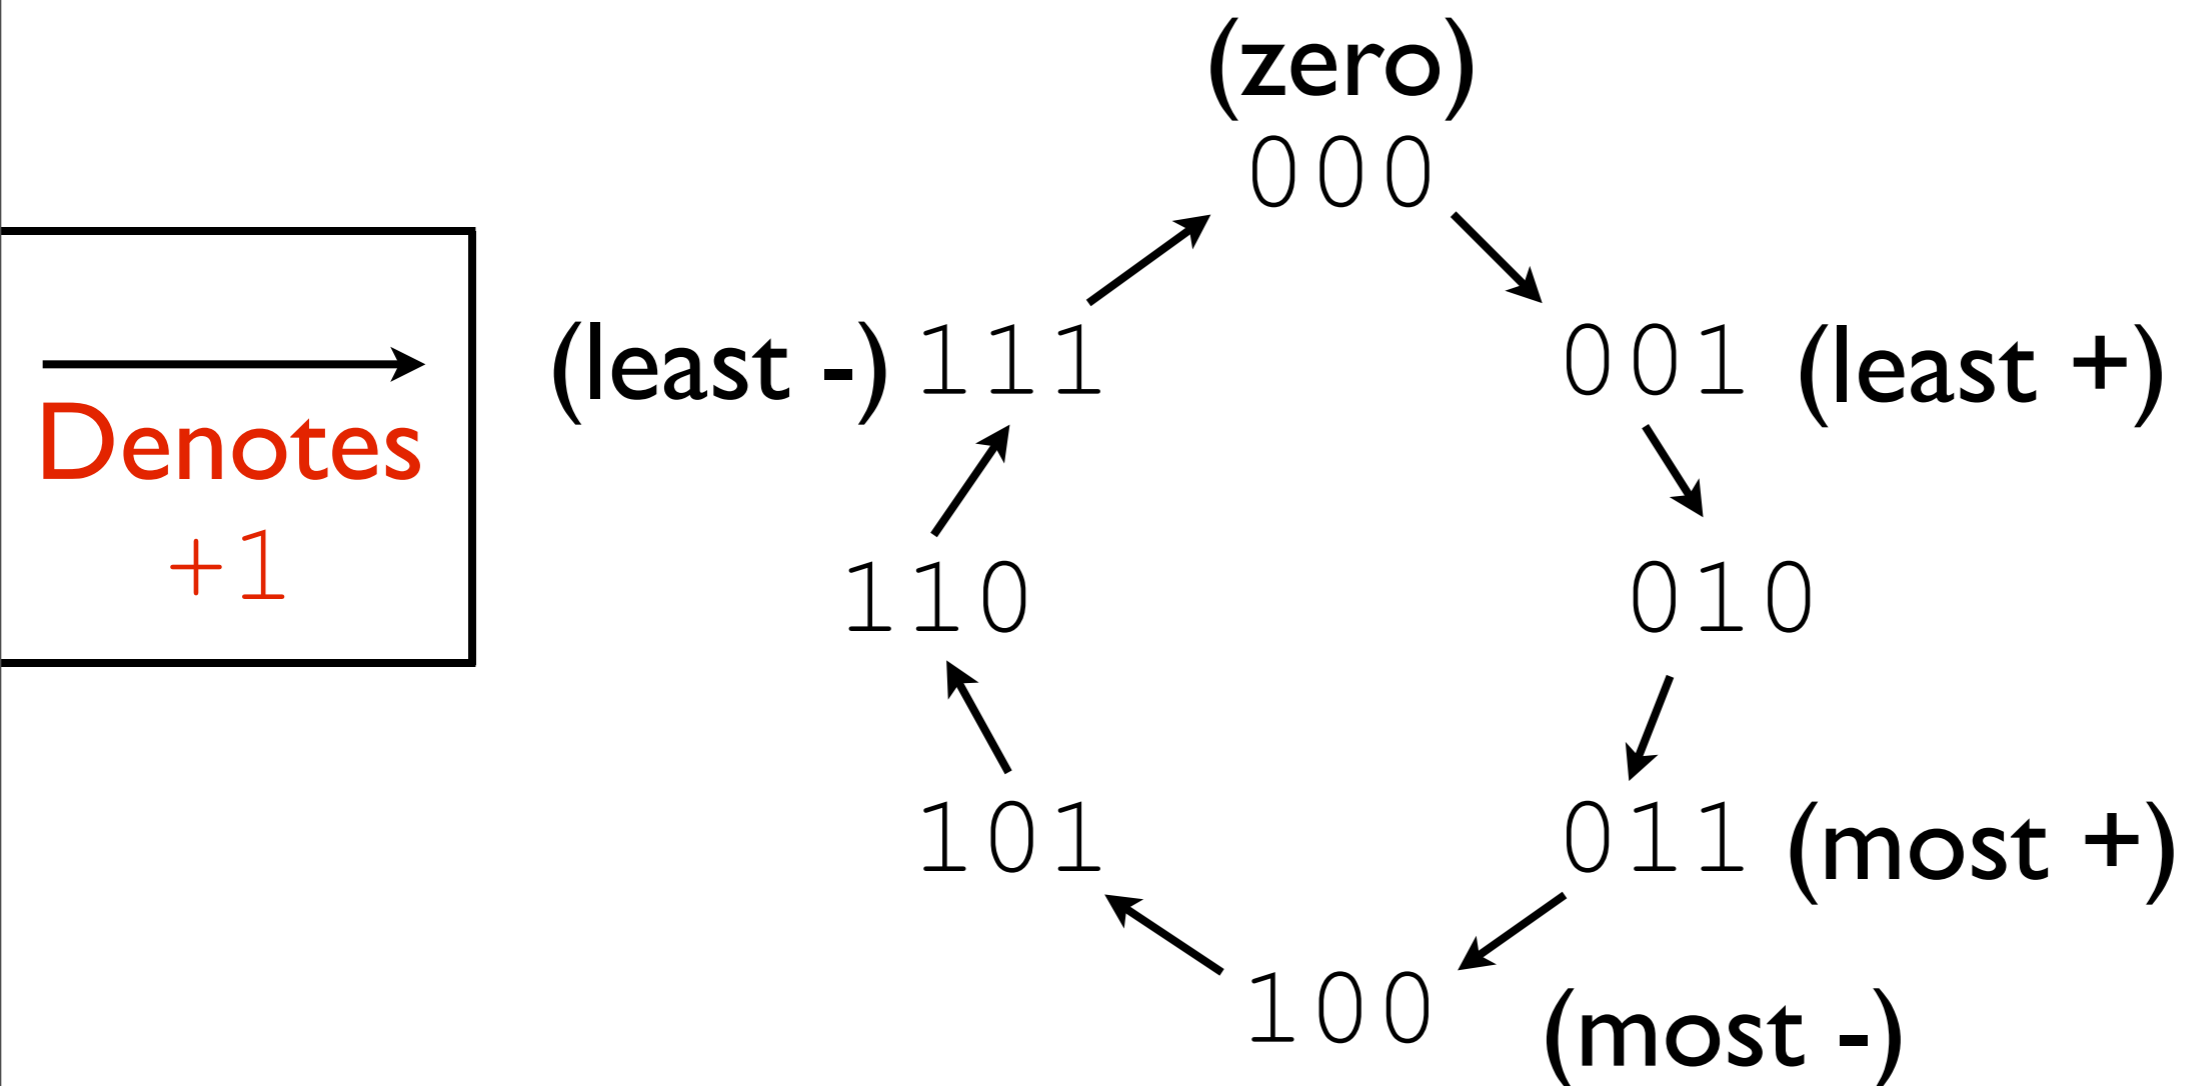 (zero)
000
(least -) 111
001 (least +)
Denotes
+1
110
010
101
011 (most +)
100 (most -)